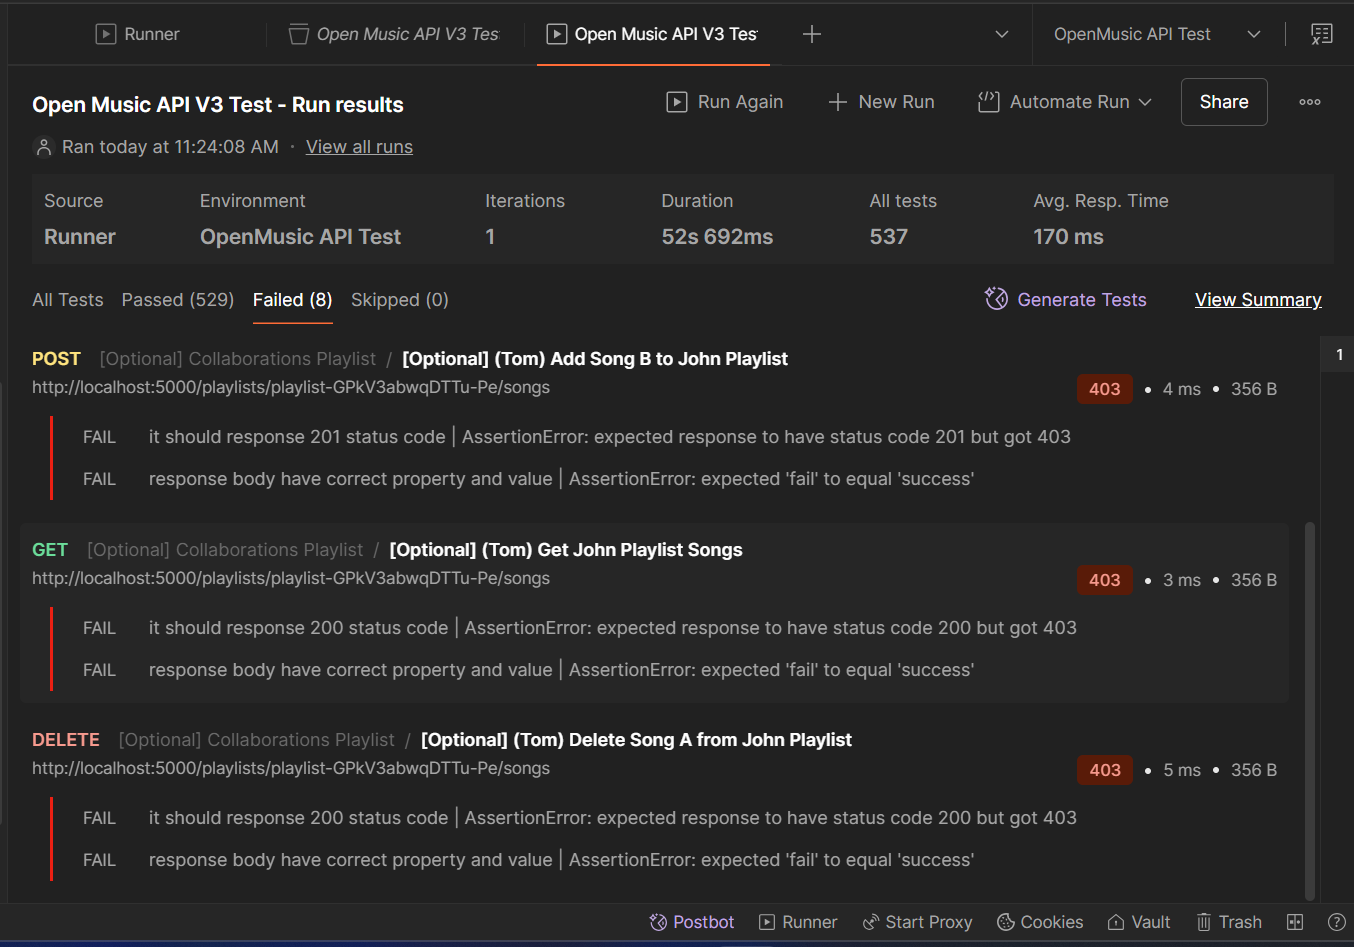 Runner
Open Music API V3 Tes
Open Music API V3 Tes
OpenMusic API Test
Open Music API V3 Test - Run results
Run Again
New Run
Automate Run
Share
Ran today at 11:24:08 AM · View all runs
Source Environment Iterations Duration All tests Avg. Resp. Time
Runner OpenMusic API Test 1 52s 692ms 537 170 ms
All Tests Passed (529) Failed (8) Skipped (0) Generate Tests View Summary
1
POST [Optional] Collaborations Playlist / [Optional] (Tom) Add Song B to John Playlist
http://localhost:5000/playlists/playlist-GPkV3abwqDTTu-Pe/songs
403 • 4 ms • 356 B
FAIL it should response 201 status code | AssertionError: expected response to have status code 201 but got 403
FAIL response body have correct property and value | AssertionError: expected 'fail' to equal 'success'
GET [Optional] Collaborations Playlist / [Optional] (Tom) Get John Playlist Songs
http://localhost:5000/playlists/playlist-GPkV3abwqDTTu-Pe/songs
403 • 3 ms • 356 B
FAIL it should response 200 status code | AssertionError: expected response to have status code 200 but got 403
FAIL response body have correct property and value | AssertionError: expected 'fail' to equal 'success'
DELETE [Optional] Collaborations Playlist / [Optional] (Tom) Delete Song A from John Playlist
http://localhost:5000/playlists/playlist-GPkV3abwqDTTu-Pe/songs
403 • 5 ms • 356 B
FAIL it should response 200 status code | AssertionError: expected response to have status code 200 but got 403
FAIL response body have correct property and value | AssertionError: expected 'fail' to equal 'success'
Postbot Runner Start Proxy Cookies Vault Trash